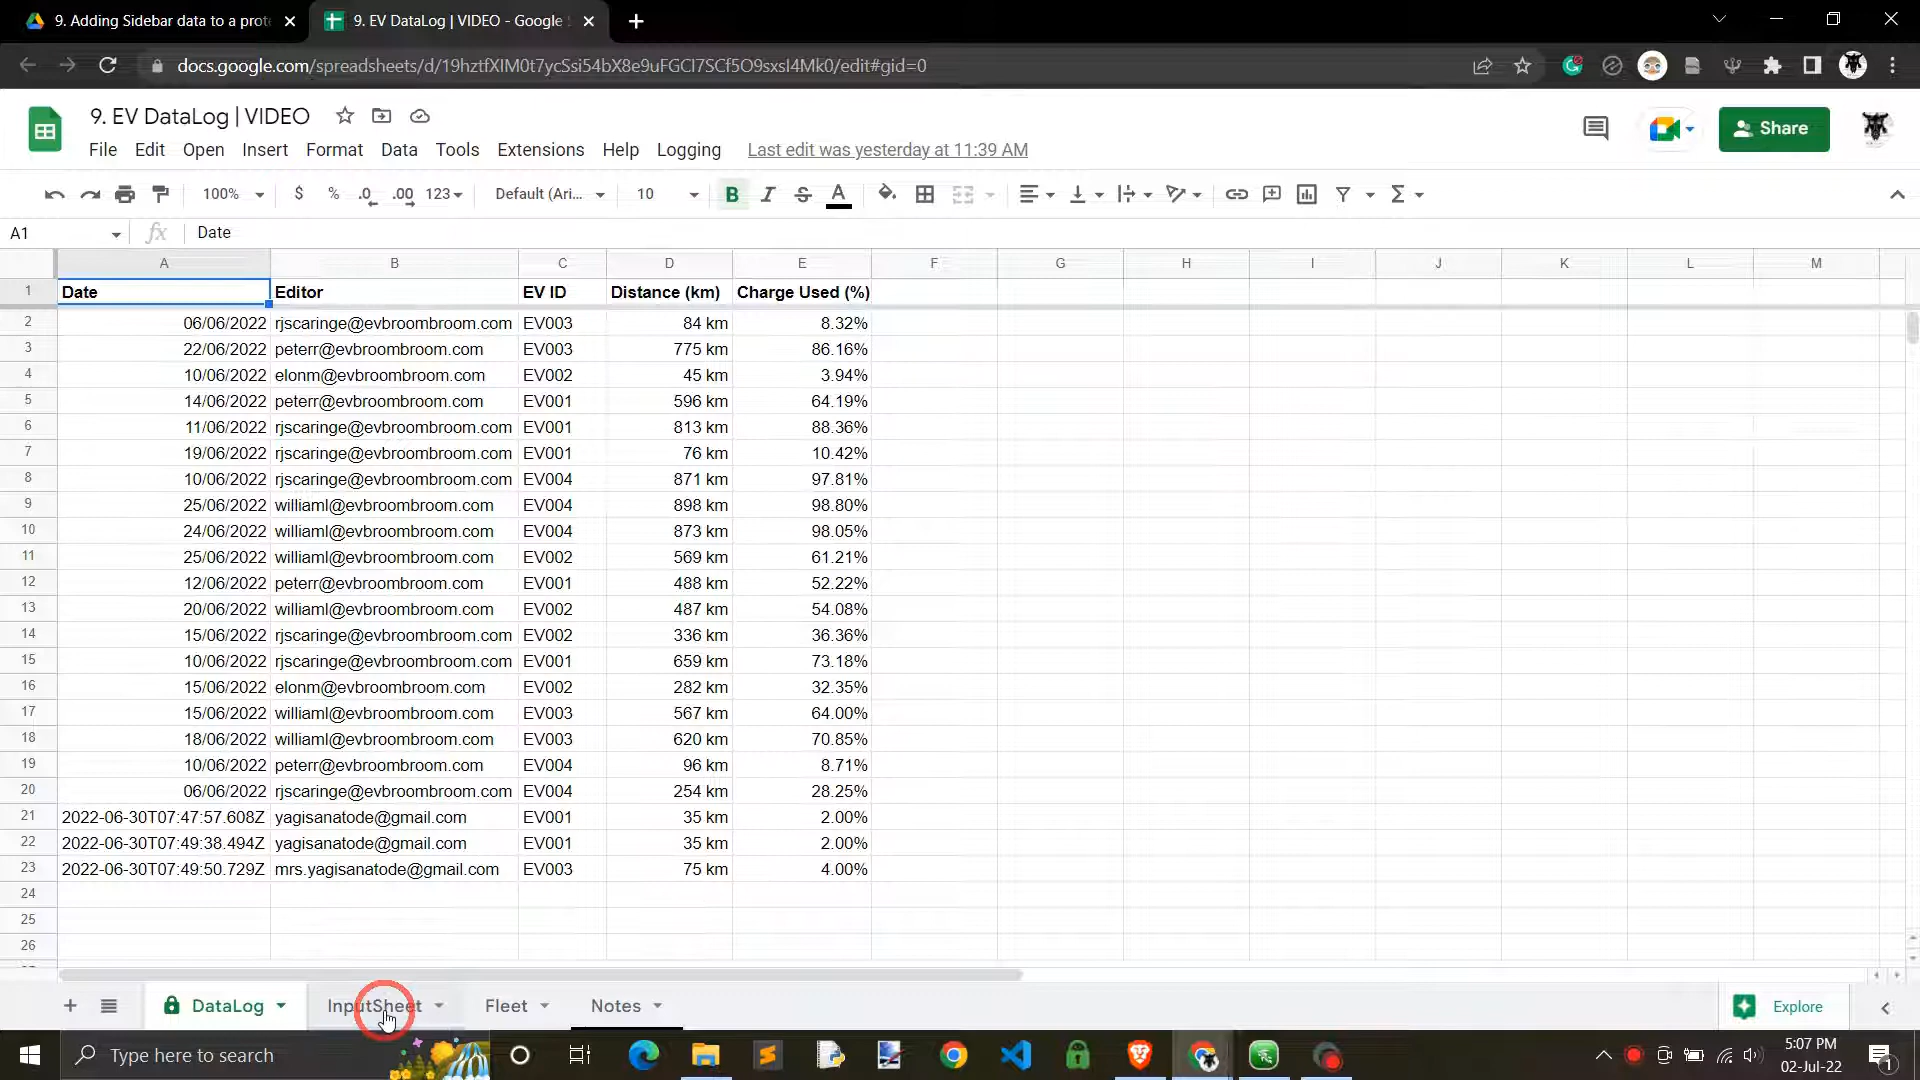 9. Adding Sidebar data to a prote
9. EV DataLog | VIDEO - Google S
docs.google.com/spreadsheets/d/19hztfXIM0t7ycSsi54bX8e9uFGCI7SCf5O9sxsI4Mk0/edit#gid=0
9. EV DataLog | VIDEO
Share
File Edit View Insert Format Data Tools Extensions Help Logging Last edit was yesterday at 11:39 AM
100% $ % .0 .00 123 Default (Ari... 10 B I S A Σ
A1 fx Date
A B C D E F G H I J K L M
1 Date Editor EV ID Distance (km) Charge Used (%)
2 06/06/2022 rjscaringe@evbroombroom.com EV003 84 km 8.32%
3 22/06/2022 peterr@evbroombroom.com EV003 775 km 86.16%
4 10/06/2022 elonm@evbroombroom.com EV002 45 km 3.94%
5 14/06/2022 peterr@evbroombroom.com EV001 596 km 64.19%
6 11/06/2022 rjscaringe@evbroombroom.com EV001 813 km 88.36%
7 19/06/2022 rjscaringe@evbroombroom.com EV001 76 km 10.42%
8 10/06/2022 rjscaringe@evbroombroom.com EV004 871 km 97.81%
9 25/06/2022 williaml@evbroombroom.com EV004 898 km 98.80%
10 24/06/2022 williaml@evbroombroom.com EV004 873 km 98.05%
11 25/06/2022 williaml@evbroombroom.com EV002 569 km 61.21%
12 12/06/2022 peterr@evbroombroom.com EV001 488 km 52.22%
13 20/06/2022 williaml@evbroombroom.com EV002 487 km 54.08%
14 15/06/2022 rjscaringe@evbroombroom.com EV002 336 km 36.36%
15 10/06/2022 rjscaringe@evbroombroom.com EV001 659 km 73.18%
16 15/06/2022 elonm@evbroombroom.com EV002 282 km 32.35%
17 15/06/2022 williaml@evbroombroom.com EV003 567 km 64.00%
18 18/06/2022 williaml@evbroombroom.com EV003 620 km 70.85%
19 10/06/2022 peterr@evbroombroom.com EV004 96 km 8.71%
20 06/06/2022 rjscaringe@evbroombroom.com EV004 254 km 28.25%
21 2022-06-30T07:47:57.608Z yagisanatode@gmail.com EV001 35 km 2.00%
22 2022-06-30T07:49:38.494Z yagisanatode@gmail.com EV001 35 km 2.00%
23 2022-06-30T07:49:50.729Z mrs.yagisanatode@gmail.com EV003 75 km 4.00%
24
25
26
DataLog InputSheet Fleet Notes Explore
Type here to search
5:07 PM
02-Jul-22
1